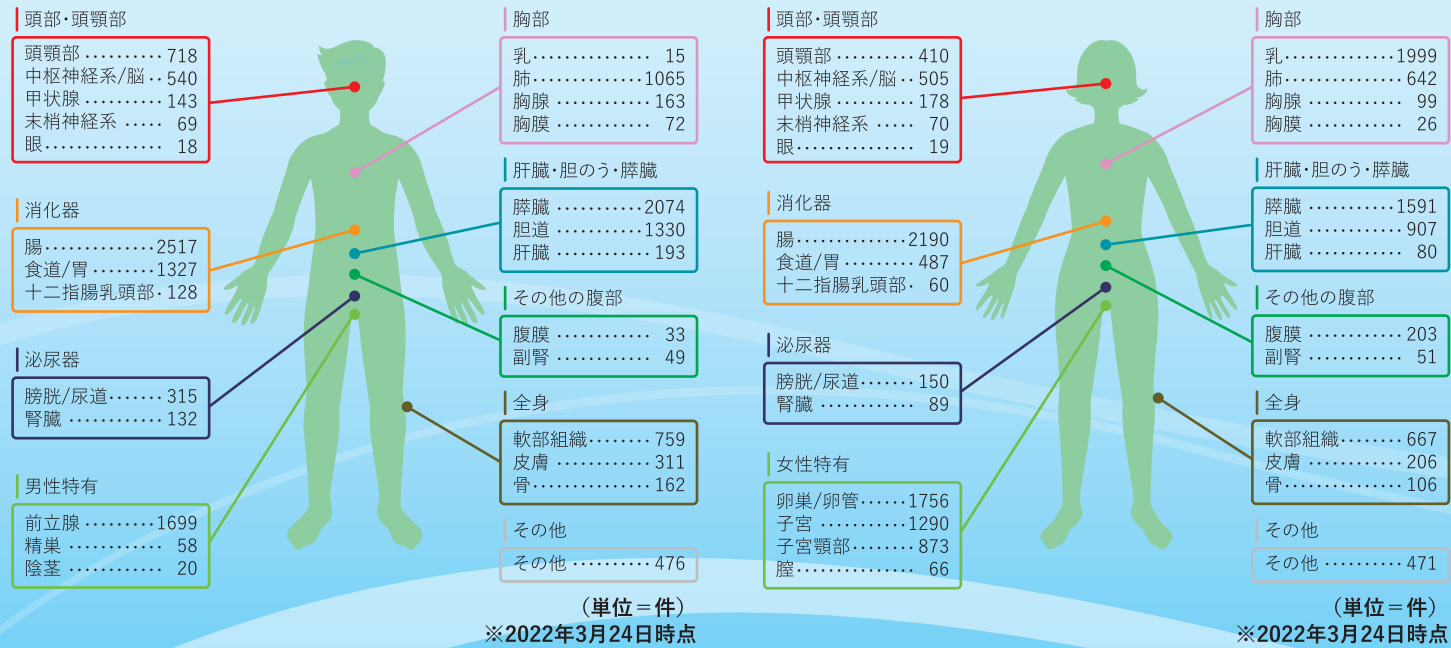 頭部・頭顎部
頭顎部 ·········· 718
中枢神経系/脳 ·· 540
甲状腺 ·········· 143
末梢神経系 ····· 69
眼·············· 18
消化器
腸············ 2517
食道/胃 ······· 1327
十二指腸乳頭部 · 128
泌尿器
膀胱/尿道······· 315
腎臓 ············ 132
男性特有
前立腺 ········· 1699
精巣 ············ 58
陰茎 ············ 20
胸部
乳·············· 15
肺············· 1065
胸腺 ··········· 163
胸膜 ············ 72
肝臓・胆のう・膵臓
膵臓 ··········· 2074
胆道 ··········· 1330
肝臓 ············ 193
その他の腹部
腹膜 ············ 33
副腎 ············ 49
全身
軟部組織········ 759
皮膚 ············ 311
骨·············· 162
その他
その他 ·········· 476
(単位=件)
※2022年3月24日時点
頭部・頭顎部
頭顎部 ·········· 410
中枢神経系/脳 ·· 505
甲状腺 ·········· 178
末梢神経系 ····· 70
眼·············· 19
消化器
腸············ 2190
食道/胃 ········ 487
十二指腸乳頭部· 60
泌尿器
膀胱/尿道······ 150
腎臓 ············ 89
女性特有
卵巣/卵管······ 1756
子宮 ··········· 1290
子宮顎部········ 873
膣·············· 66
胸部
乳············· 1999
肺·············· 642
胸腺 ············ 99
胸膜 ············ 26
肝臓・胆のう・膵臓
膵臓 ··········· 1591
胆道 ············ 907
肝臓 ············ 80
その他の腹部
腹膜 ············ 203
副腎 ············ 51
全身
軟部組織········ 667
皮膚 ············ 206
骨·············· 106
その他
その他 ·········· 471
(単位=件)
※2022年3月24日時点